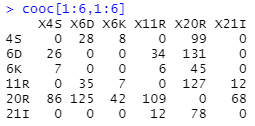 > cooc[1:6,1:6]
X4S X6D X6K X11R X20R X21I
4S 0 28 8 0 99 0
6D 26 0 0 34 131 0
6K 7 0 0 6 45 0
11R 0 35 7 0 127 12
20R 86 125 42 109 0 68
21I 0 0 0 12 78 0